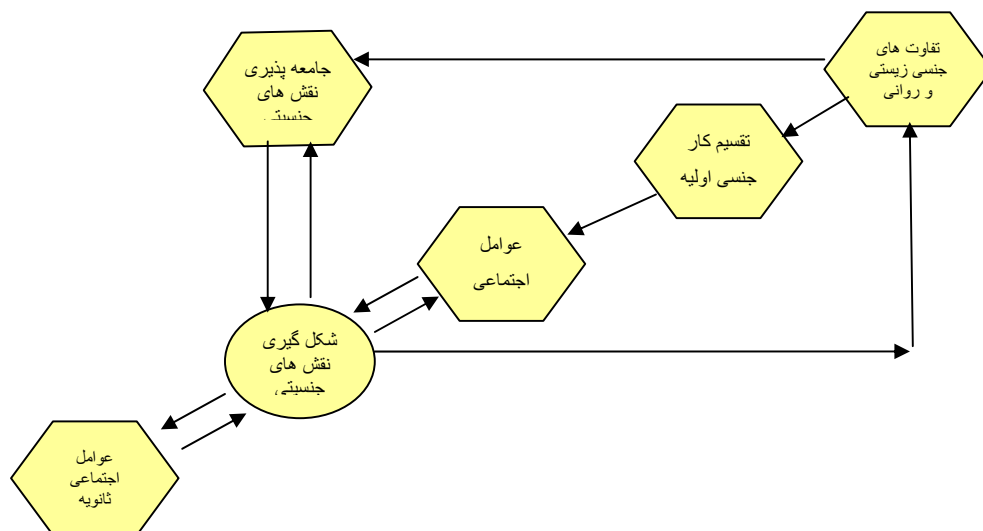 تفاوت های
جنسی زیستی
و روانی
جامعه پذیری
نقش های
جنسیتی
تقسیم کار
جنسی اولیه
عوامل
اجتماعی
شکل گیری
نقش های
جنسیتی
عوامل
اجتماعی
ثانویه